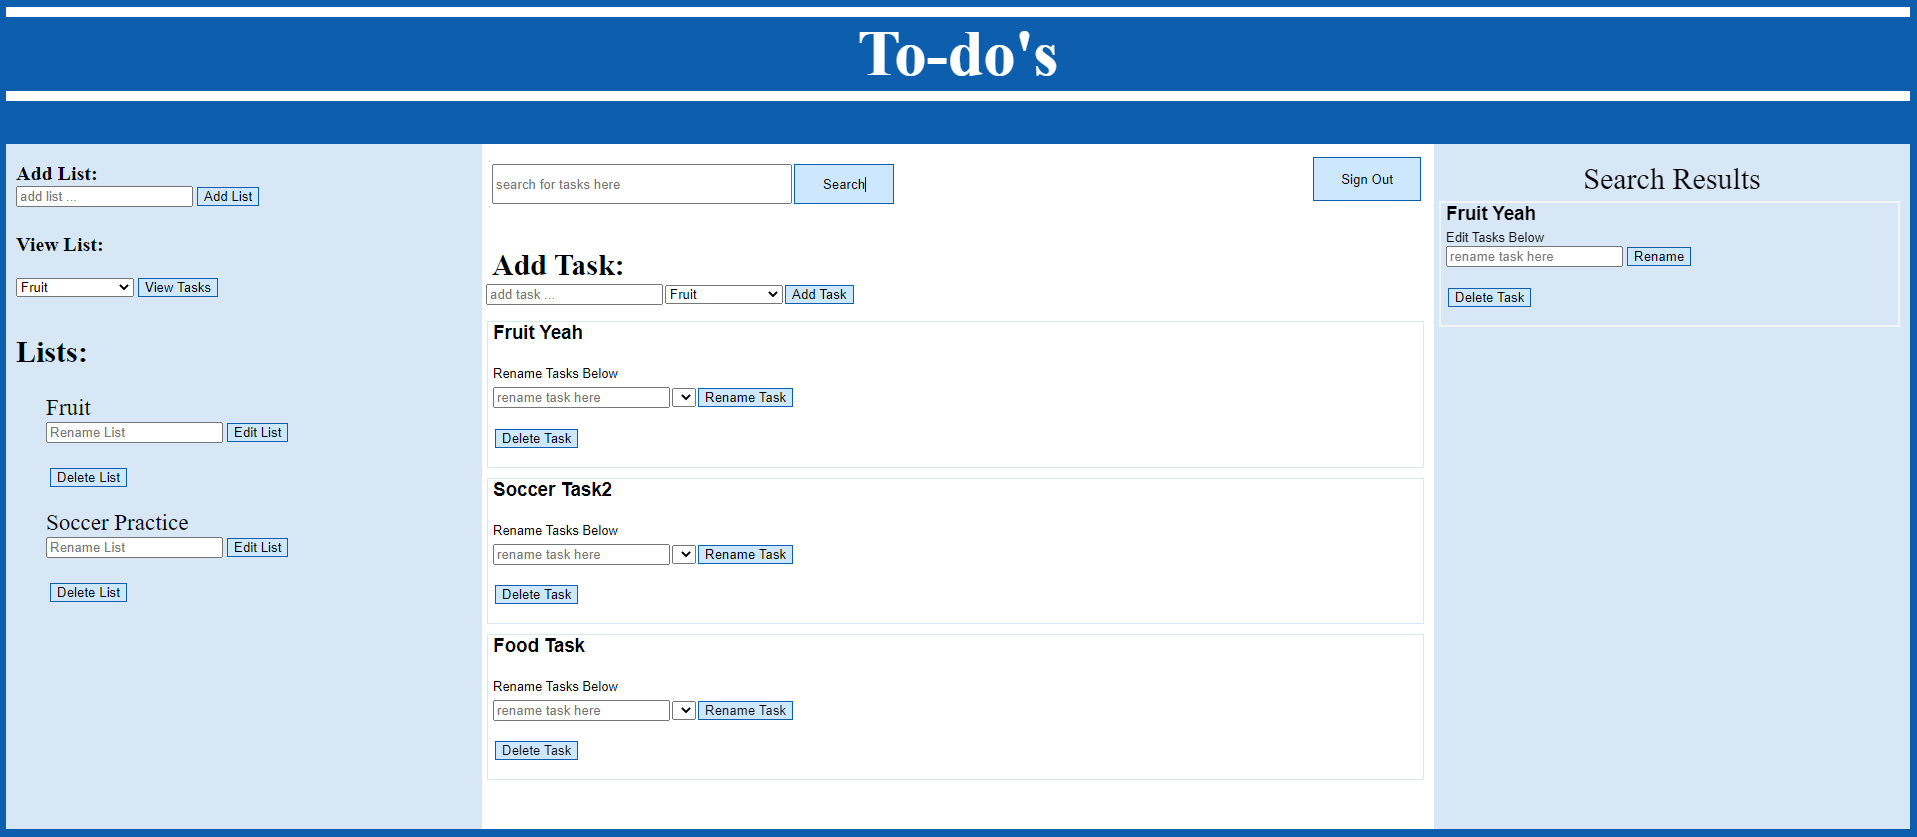 To-do's
Add List:
add list ... Add List
View List:
Fruit View Tasks
Lists:
Fruit
Rename List Edit List
Delete List
Soccer Practice
Rename List Edit List
Delete List
search for tasks here Search Sign Out
Add Task:
add task ... Fruit Add Task
Fruit Yeah
Rename Tasks Below
rename task here Rename Task
Delete Task
Soccer Task2
Rename Tasks Below
rename task here Rename Task
Delete Task
Food Task
Rename Tasks Below
rename task here Rename Task
Delete Task
Search Results
Fruit Yeah
Edit Tasks Below
rename task here Rename
Delete Task